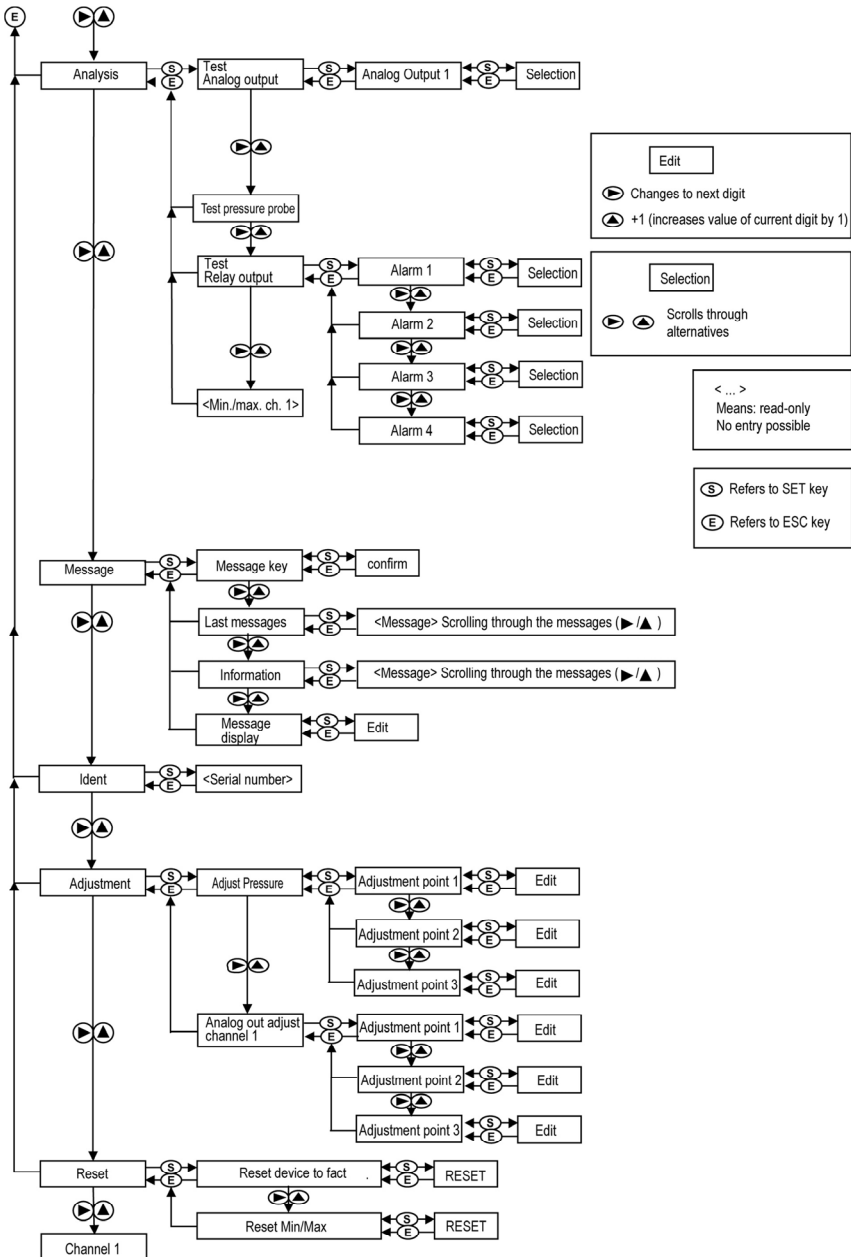 E
Analysis
S
E
Test
Analog output
S
E
Analog Output 1
S
E
Selection
Test pressure probe
Test
Relay output
S
E
Alarm 1
S
E
Selection
Alarm 2
S
E
Selection
Alarm 3
S
E
Selection
Alarm 4
S
E
Selection
<Min./max. ch. 1>
Edit
Changes to next digit
+1 (increases value of current digit by 1)
Selection
Scrolls through
alternatives
< ... >
Means: read-only
No entry possible
S Refers to SET key
E Refers to ESC key
Message
S
E
Message key
S
E
confirm
Last messages
S
E
<Message> Scrolling through the messages (▶/▲ )
Information
S
E
<Message> Scrolling through the messages (▶/▲ )
Message
display
S
E
Edit
Ident
S
E
<Serial number>
Adjustment
S
E
Adjust Pressure
S
E
Adjustment point 1
S
E
Edit
Adjustment point 2
S
E
Edit
Adjustment point 3
S
E
Edit
Analog out adjust
channel 1
S
E
Adjustment point 1
S
E
Edit
Adjustment point 2
S
E
Edit
Adjustment point 3
S
E
Edit
Reset
S
E
Reset device to fact .
S
E
RESET
Reset Min/Max
S
E
RESET
Channel 1